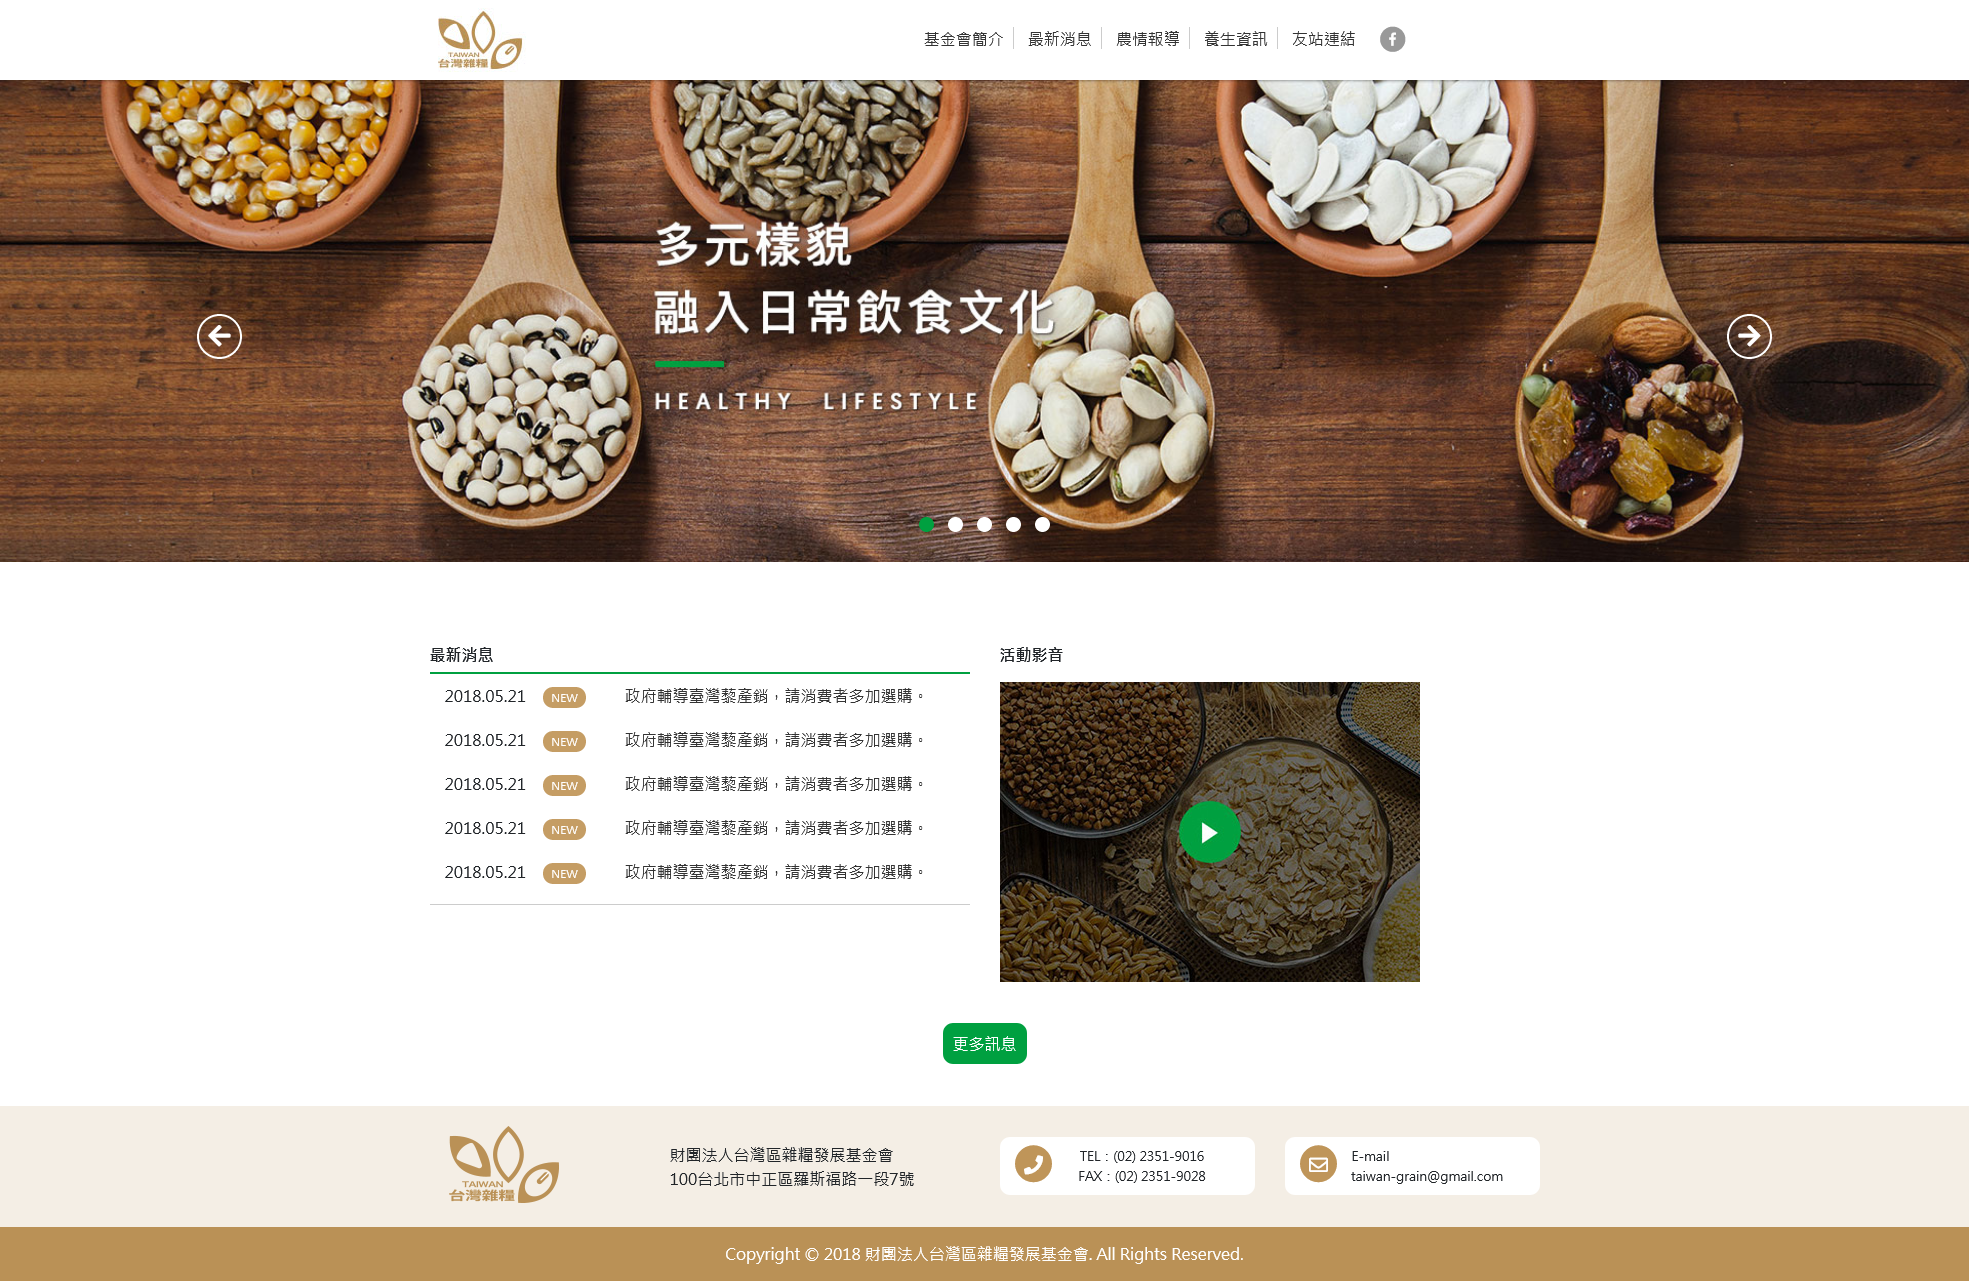 TAIWAN
台灣雜糧
基金會簡介
最新消息
農情報導
養生資訊
友站連結
多元樣貌
融入日常飲食文化
HEALTHY LIFESTYLE
最新消息
2018.05.21 NEW 政府輔導臺灣藜產銷，請消費者多加選購。
2018.05.21 NEW 政府輔導臺灣藜產銷，請消費者多加選購。
2018.05.21 NEW 政府輔導臺灣藜產銷，請消費者多加選購。
2018.05.21 NEW 政府輔導臺灣藜產銷，請消費者多加選購。
2018.05.21 NEW 政府輔導臺灣藜產銷，請消費者多加選購。
活動影音
更多訊息
TAIWAN
台灣雜糧
財團法人台灣區雜糧發展基金會
100台北市中正區羅斯福路一段7號
TEL : (02) 2351-9016
FAX : (02) 2351-9028
E-mail
taiwan-grain@gmail.com
Copyright © 2018 財團法人台灣區雜糧發展基金會. All Rights Reserved.